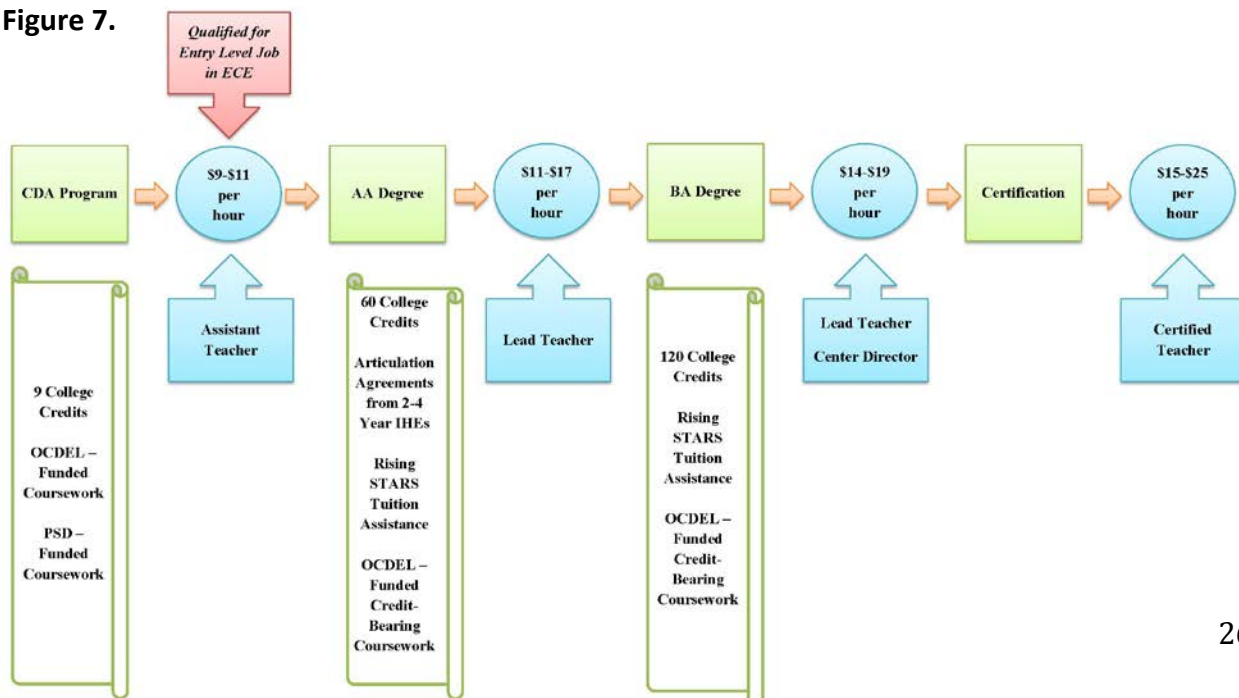 Figure 7.
Qualified for
Entry Level Job
in ECE
CDA Program
$9-$11
per
hour
AA Degree
$11-$17
per
hour
BA Degree
$14-$19
per
hour
Certification
$15-$25
per
hour
9 College
Credits
OCDEL –
Funded
Coursework
PSD –
Funded
Coursework
Assistant
Teacher
60 College
Credits
Articulation
Agreements
from 2-4
Year IHEs
Rising
STARS
Tuition
Assistance
OCDEL –
Funded
Credit-
Bearing
Coursework
Lead Teacher
120 College
Credits
Rising
STARS
Tuition
Assistance
OCDEL –
Funded
Credit-
Bearing
Coursework
Lead Teacher
Center Director
Certified
Teacher